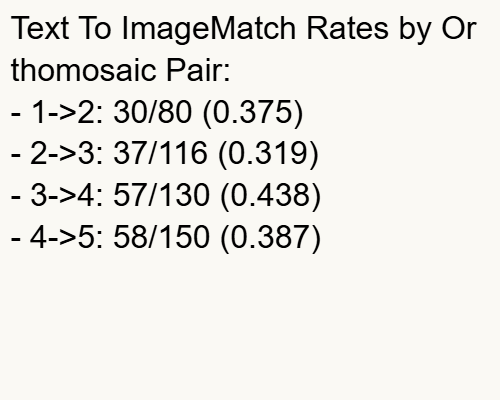 Text To ImageMatch Rates by Or
thomosaic Pair:
- 1->2: 30/80 (0.375)
- 2->3: 37/116 (0.319)
- 3->4: 57/130 (0.438)
- 4->5: 58/150 (0.387)